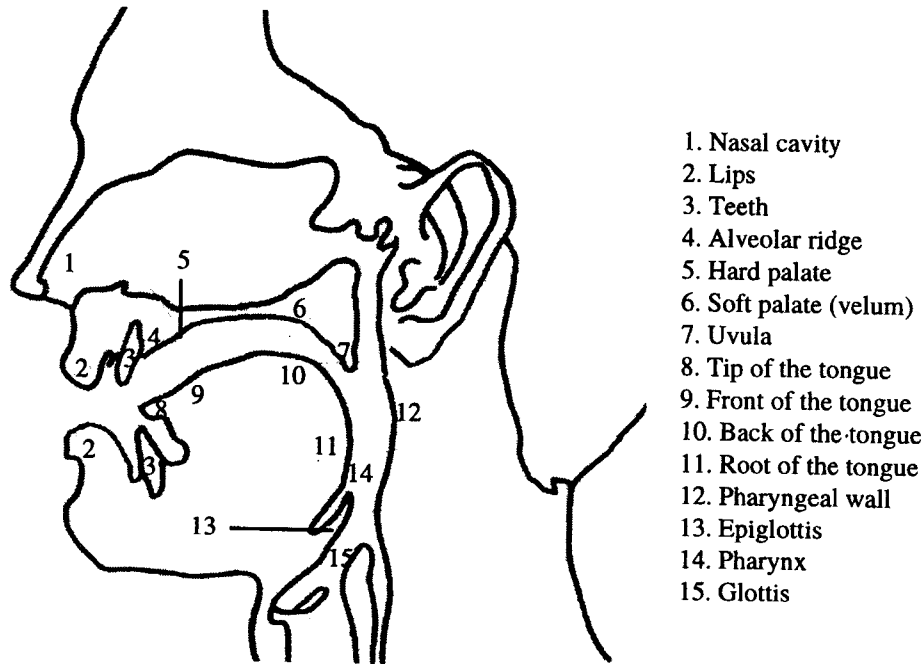 1. Nasal cavity
2. Lips
3. Teeth
4. Alveolar ridge
5. Hard palate
6. Soft palate (velum)
7. Uvula
8. Tip of the tongue
9. Front of the tongue
10. Back of the tongue
11. Root of the tongue
12. Pharyngeal wall
13. Epiglottis
14. Pharynx
15. Glottis
1
5
6
4
2
3
7
10
9
8
12
2
3
11
14
13
15